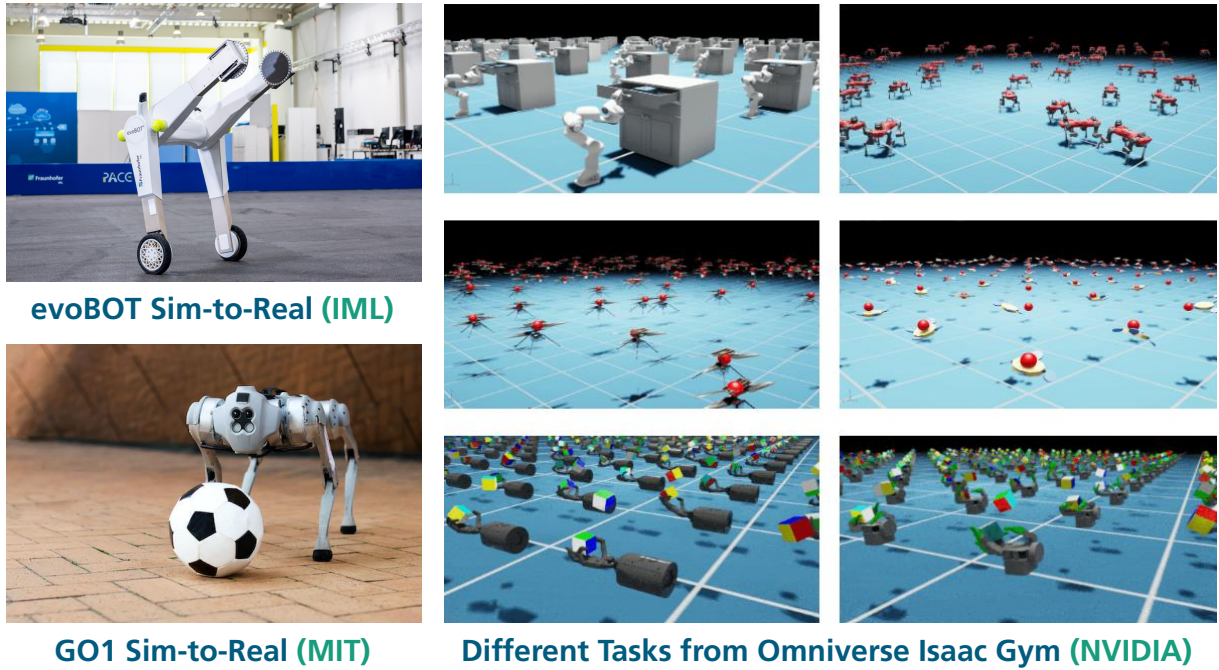 evoBOT
Fraunhofer
PACE
evoBOT Sim-to-Real (IML)
GO1 Sim-to-Real (MIT)
Different Tasks from Omniverse Isaac Gym (NVIDIA)